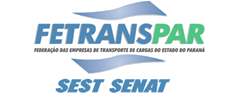 FETRANSPAR
FEDERAÇÃO DAS EMPRESAS DE TRANSPORTE DE CARGAS DO ESTADO DO PARANÁ
SEST SENAT